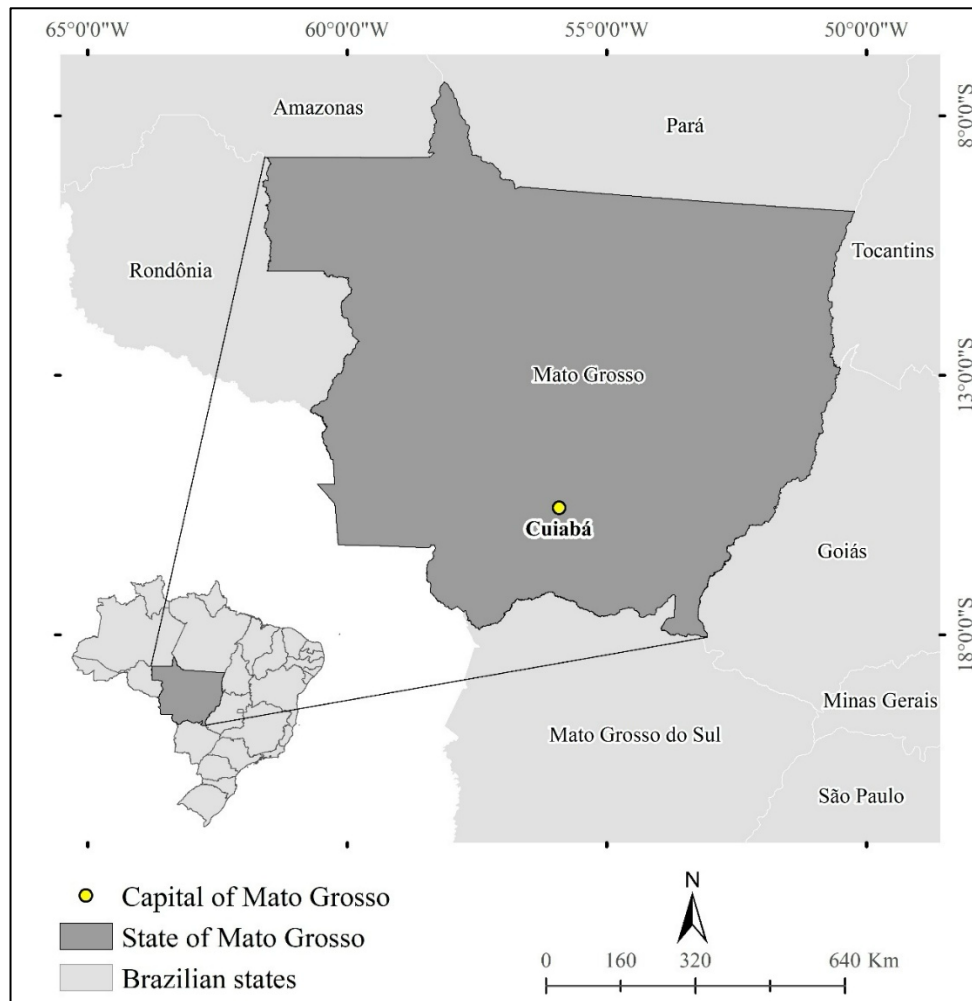 65°0'0"W 60°0'0"W 55°0'0"W 50°0'0"W
Amazonas
Pará
8°0'0"S
Rondônia
Tocantins
Mato Grosso
13°0'0"S
Cuiabá
Goiás
18°0'0"S
Minas Gerais
Mato Grosso do Sul
São Paulo
Capital of Mato Grosso
State of Mato Grosso
Brazilian states
N
0 160 320 640 Km